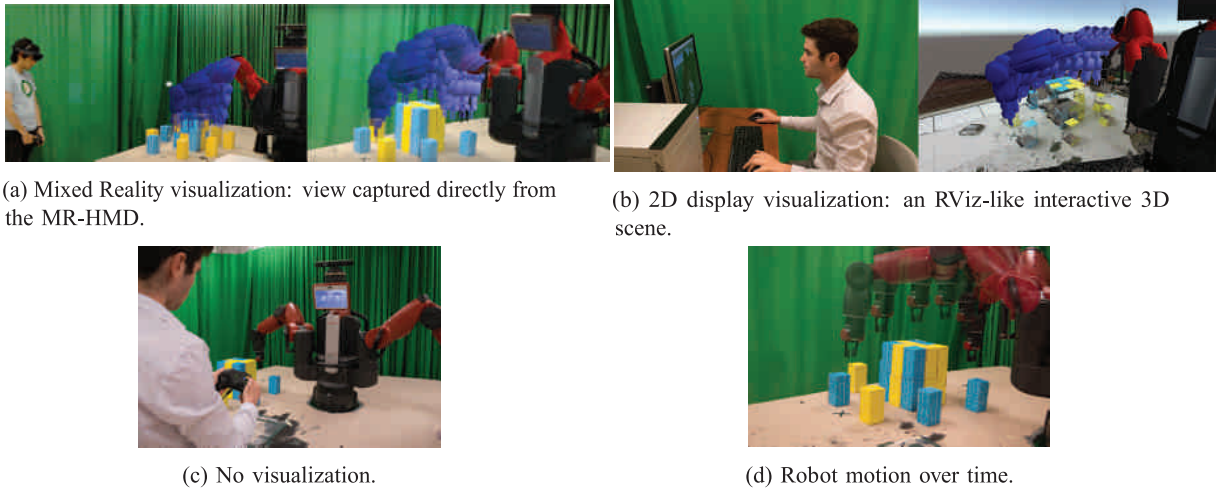 (a) Mixed Reality visualization: view captured directly from
the MR-HMD.
(b) 2D display visualization: an RViz-like interactive 3D
scene.
(c) No visualization.
(d) Robot motion over time.